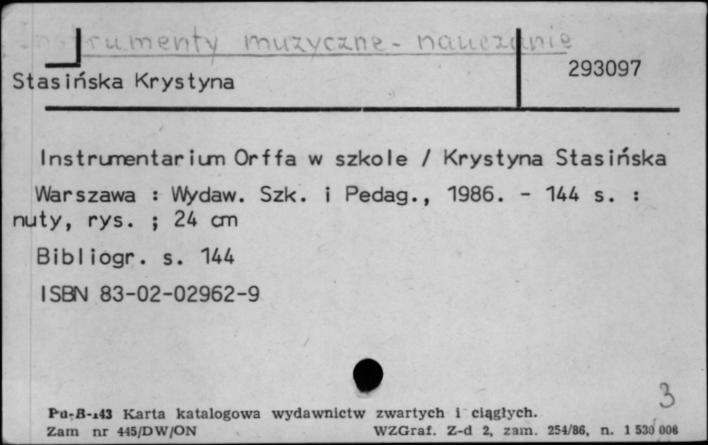 Instrumenty muzyczne - nauczanie
293097
Stasińska Krystyna
Instrumentarium Orffa w szkole / Krystyna Stasińska
Warszawa : Wydaw. Szk. i Pedag., 1986. - 144 s. :
nuty, rys. ; 24 cm
Bibliogr. s. 144
ISBN 83-02-02962-9
3
Pu-B-143 Karta katalogowa wydawnictw zwartych i ciągłych.
Zam nr 445/DW/ON WZGraf. Z-d 2, zam. 254/86, n. 1 530 006